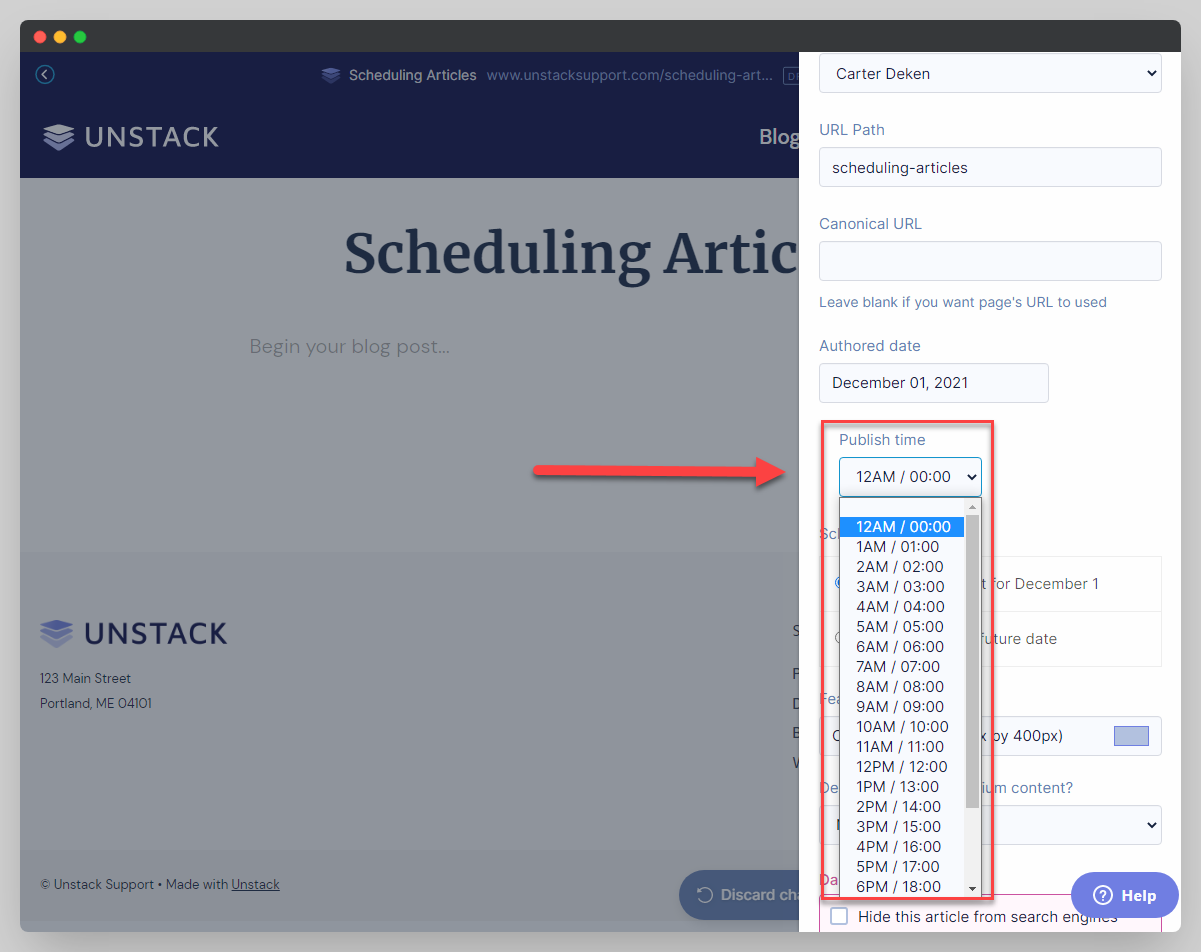 Scheduling Articles www.unstacksupport.com/scheduling-art...
UNSTACK
Blog
Scheduling Artic
Begin your blog post...
UNSTACK
123 Main Street
Portland, ME 04101
© Unstack Support • Made with Unstack
Discard cha
Carter Deken
URL Path
scheduling-articles
Canonical URL
Leave blank if you want page's URL to used
Authored date
December 01, 2021
Publish time
12AM / 00:00
12AM / 00:00
1AM / 01:00
2AM / 02:00
3AM / 03:00
4AM / 04:00
5AM / 05:00
6AM / 06:00
7AM / 07:00
8AM / 08:00
9AM / 09:00
10AM / 10:00
11AM / 11:00
12PM / 12:00
1PM / 13:00
2PM / 14:00
3PM / 15:00
4PM / 16:00
5PM / 17:00
6PM / 18:00
Sc
t for December 1
future date
Fea
x by 400px)
De
ium content?
Da
Hide this article from search engines
Help